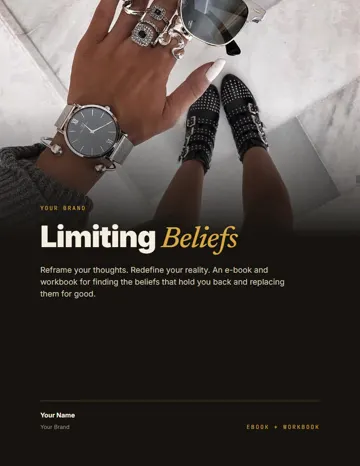 YOUR BRAND
Limiting Beliefs
Reframe your thoughts. Redefine your reality. An e-book and
workbook for finding the beliefs that hold you back and replacing
them for good.
Your Name
Your Brand
EBOOK + WORKBOOK